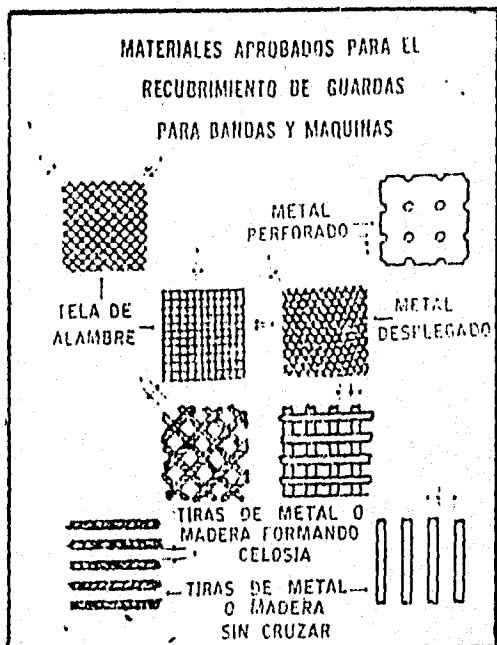 MATERIALES APROBADOS PARA EL
RECUBRIMIENTO DE GUARDAS
PARA BANDAS Y MAQUINAS
METAL
PERFORADO
TELA DE
ALAMBRE
METAL
DESPLEGADO
TIRAS DE METAL O
MADERA FORMANDO
CELOSIA
TIRAS DE METAL
O MADERA
SIN CRUZAR